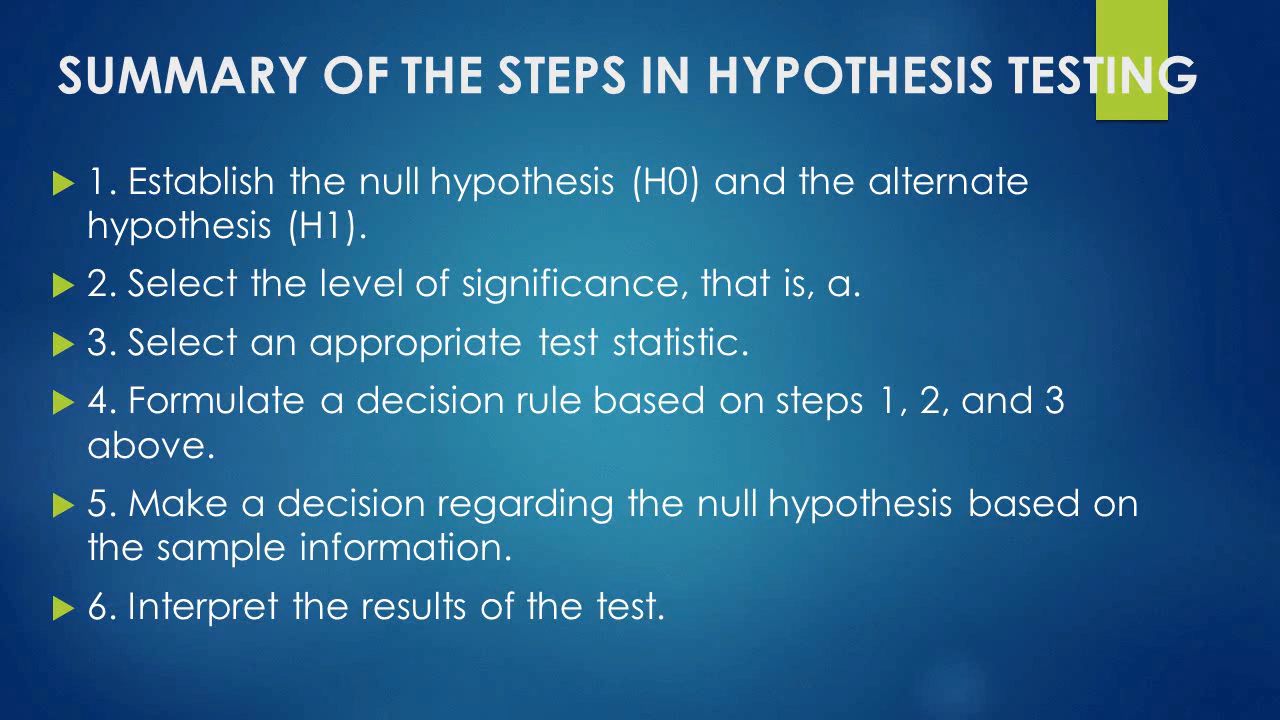 SUMMARY OF THE STEPS IN HYPOTHESIS TESTING
1. Establish the null hypothesis (H0) and the alternate
hypothesis (H1).
2. Select the level of significance, that is, a.
3. Select an appropriate test statistic.
4. Formulate a decision rule based on steps 1, 2, and 3
above.
5. Make a decision regarding the null hypothesis based on
the sample information.
6. Interpret the results of the test.